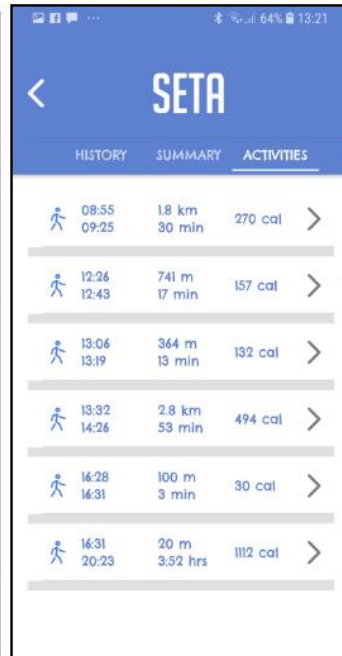 64% 13:21
SETA
HISTORY SUMMARY ACTIVITIES
08:55 1.8 km
270 cal
09:25 30 min
12:26 741 m
157 cal
12:43 17 min
13:06 364 m
132 cal
13:19 13 min
13:32 2.8 km
494 cal
14:26 53 min
16:28 100 m
30 cal
16:31 3 min
16:31 20 m
1112 cal
20:23 3:52 hrs